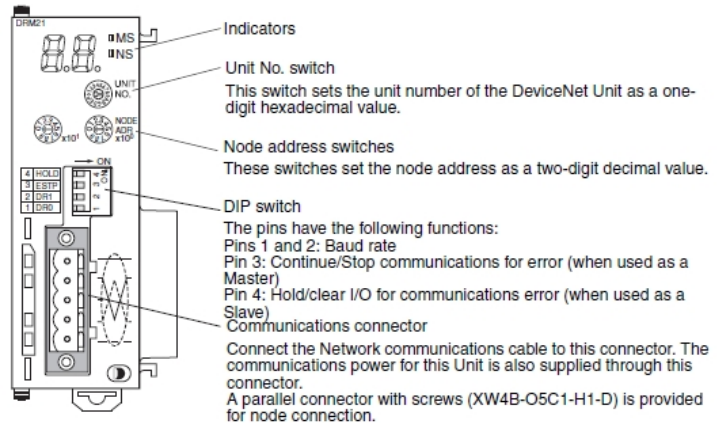 DRM21
MS
NS
UNIT
NO.
NODE
ADR
x10¹
x10⁰
ON
4 HOLD
3 ESTP
2 DR1
1 DR0
1 2 3 4
ON
Indicators
Unit No. switch
This switch sets the unit number of the DeviceNet Unit as a one-
digit hexadecimal value.
Node address switches
These switches set the node address as a two-digit decimal value.
DIP switch
The pins have the following functions:
Pins 1 and 2: Baud rate
Pin 3: Continue/Stop communications for error (when used as a
Master)
Pin 4: Hold/clear I/O for communications error (when used as a
Slave)
Communications connector
Connect the Network communications cable to this connector. The
communications power for this Unit is also supplied through this
connector.
A parallel connector with screws (XW4B-O5C1-H1-D) is provided
for node connection.